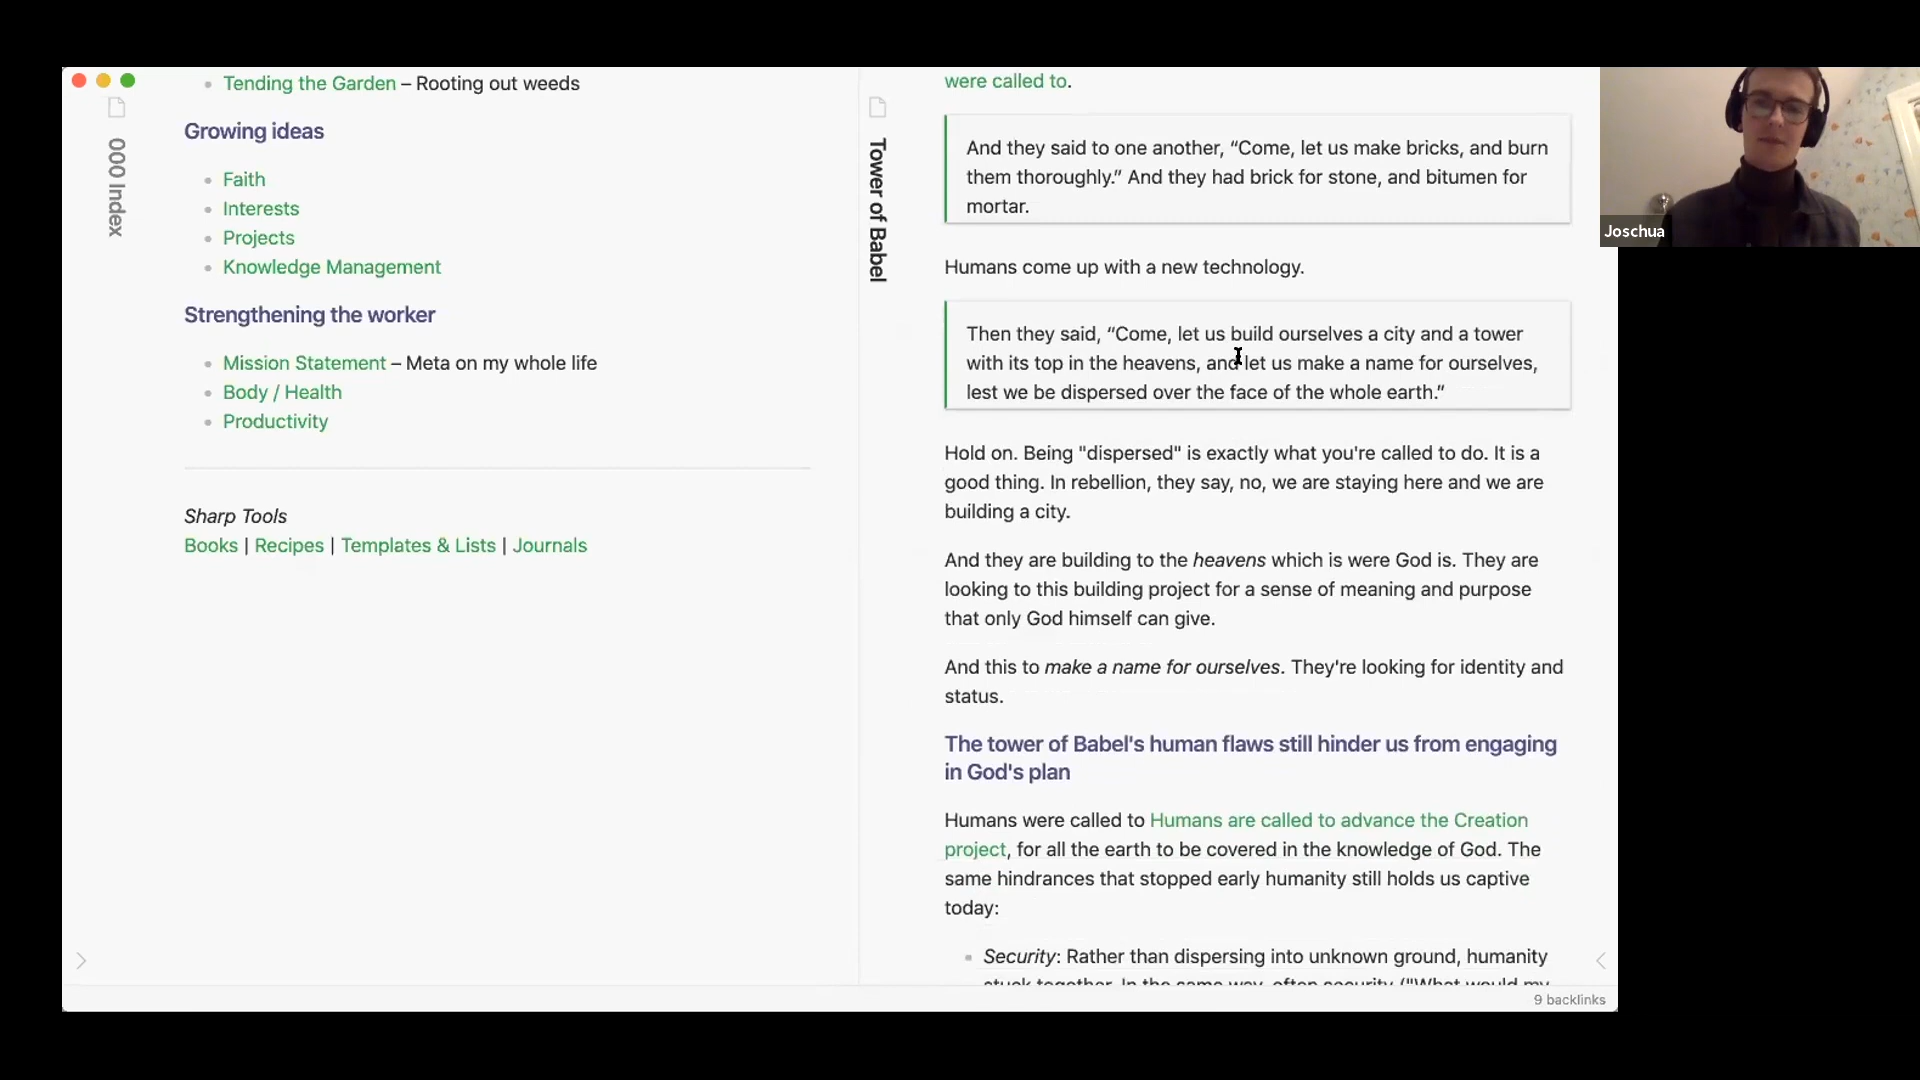 Tending the Garden – Rooting out weeds
000 Index
Growing ideas
Faith
Interests
Projects
Knowledge Management
Strengthening the worker
Mission Statement – Meta on my whole life
Body / Health
Productivity
Sharp Tools
Books | Recipes | Templates & Lists | Journals
Tower of Babel
were called to.
And they said to one another, “Come, let us make bricks, and burn
them thoroughly.” And they had brick for stone, and bitumen for
mortar.
Humans come up with a new technology.
Then they said, “Come, let us build ourselves a city and a tower
with its top in the heavens, and let us make a name for ourselves,
lest we be dispersed over the face of the whole earth.”
Hold on. Being "dispersed" is exactly what you're called to do. It is a
good thing. In rebellion, they say, no, we are staying here and we are
building a city.
And they are building to the heavens which is were God is. They are
looking to this building project for a sense of meaning and purpose
that only God himself can give.
And this to make a name for ourselves. They're looking for identity and
status.
The tower of Babel's human flaws still hinder us from engaging
in God's plan
Humans were called to Humans are called to advance the Creation
project, for all the earth to be covered in the knowledge of God. The
same hindrances that stopped early humanity still holds us captive
today:
Security: Rather than dispersing into unknown ground, humanity
stuck together. In the same way, often security ("What would my
9 backlinks
Joschua